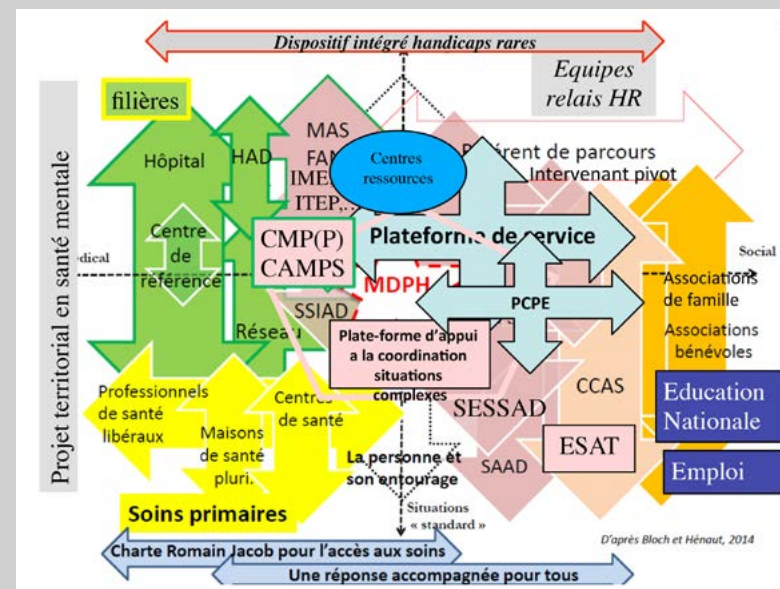 Dispositif intégré handicaps rares
Equipes
relais HR
filières
Projet territorial en santé mentale
Hôpital
HAD
MAS
Centres
ressources
parcours
Intervenant pivot
Centre
de
référence
CMP(P)
CAMPS
Plateforme de service
Social
MDPH
PCPE
Associations
de famille
SSIAD
Réseau
Plate-forme d'appui
a la coordination
situations
complexes
Associations
bénévoles
Professionnels
de santé
libéraux
Centres
de santé
Maisons
de santé
pluri.
SESSAD
CCAS
Education
Nationale
ESAT
La personne et
son entourage
SAAD
Emploi
Soins primaires
Situations
« standard »
D'après Bloch et Hénaut, 2014
Charte Romain Jacob pour l'accès aux soins
Une réponse accompagnée pour tous